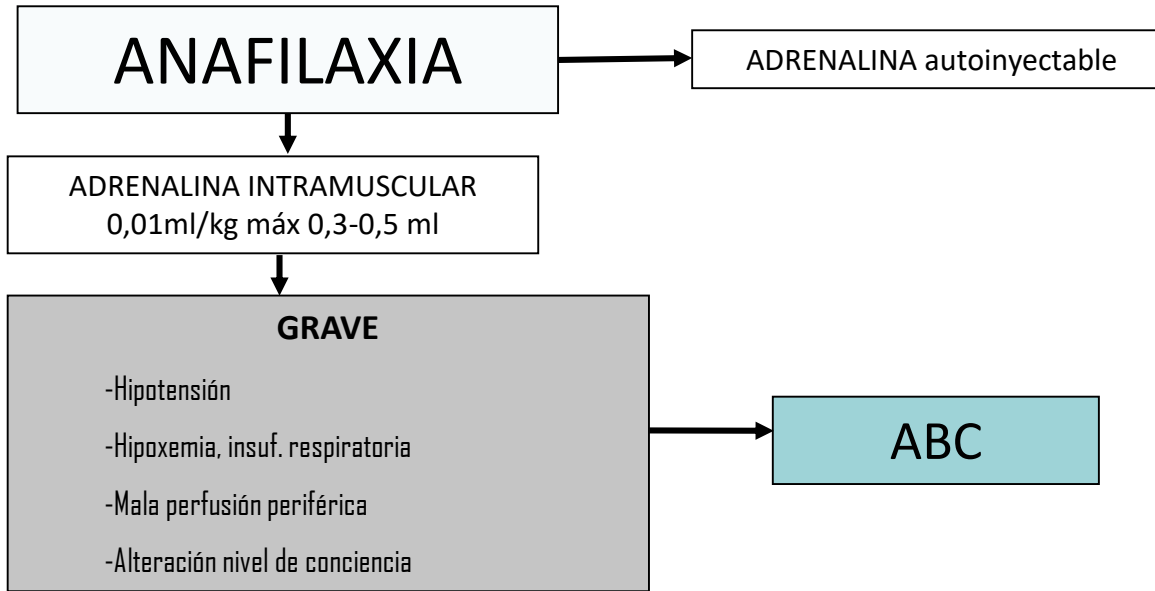 ANAFILAXIA
ADRENALINA autoinyectable
ADRENALINA INTRAMUSCULAR
0,01ml/kg máx 0,3-0,5 ml
GRAVE
-Hipotensión
-Hipoxemia, insuf. respiratoria
-Mala perfusión periférica
-Alteración nivel de conciencia
ABC